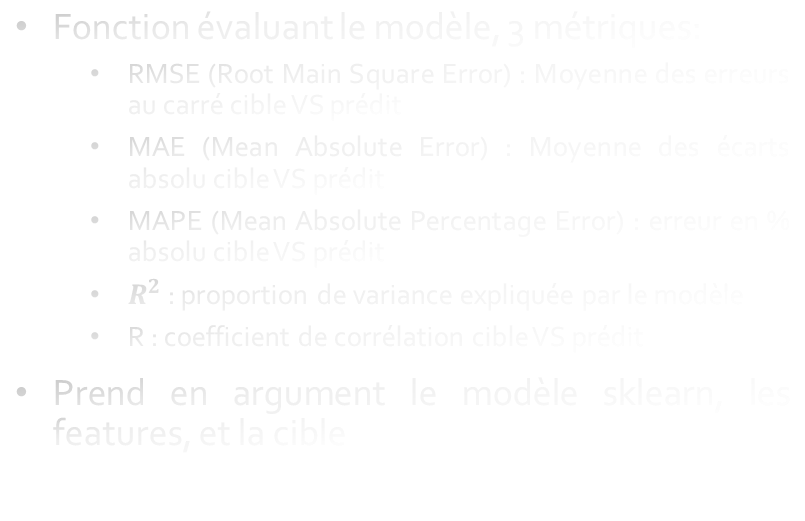 • Fonction évaluant le modèle, 3 métriques:
• RMSE (Root Main Square Error) : Moyenne des erreurs
au carré cible VS prédit
• MAE (Mean Absolute Error) : Moyenne des écarts
absolu cible VS prédit
• MAPE (Mean Absolute Percentage Error) : erreur en %
absolu cible VS prédit
• R² : proportion de variance expliquée par le modèle
• R : coefficient de corrélation cible VS prédit
• Prend en argument le modèle sklearn, les
features, et la cible